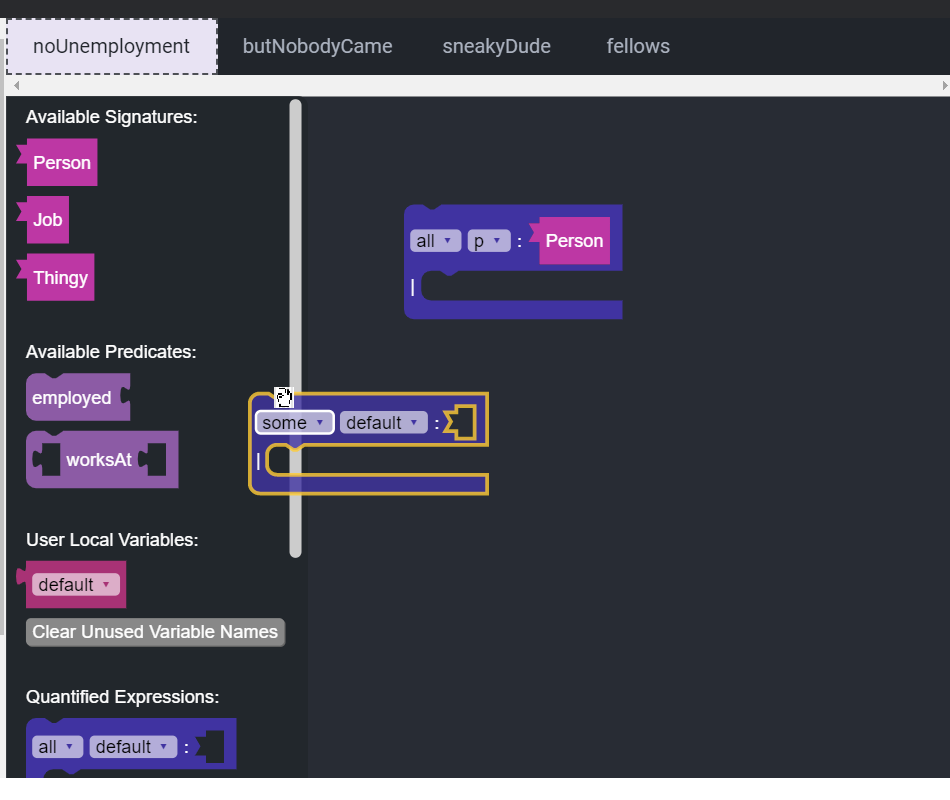 noUnemployment butNobodyCame sneakyDude fellows
Available Signatures:
Person
Job
Thingy
all p : Person
|
Available Predicates:
employed
worksAt
some default :
|
User Local Variables:
default
Clear Unused Variable Names
Quantified Expressions:
all default :